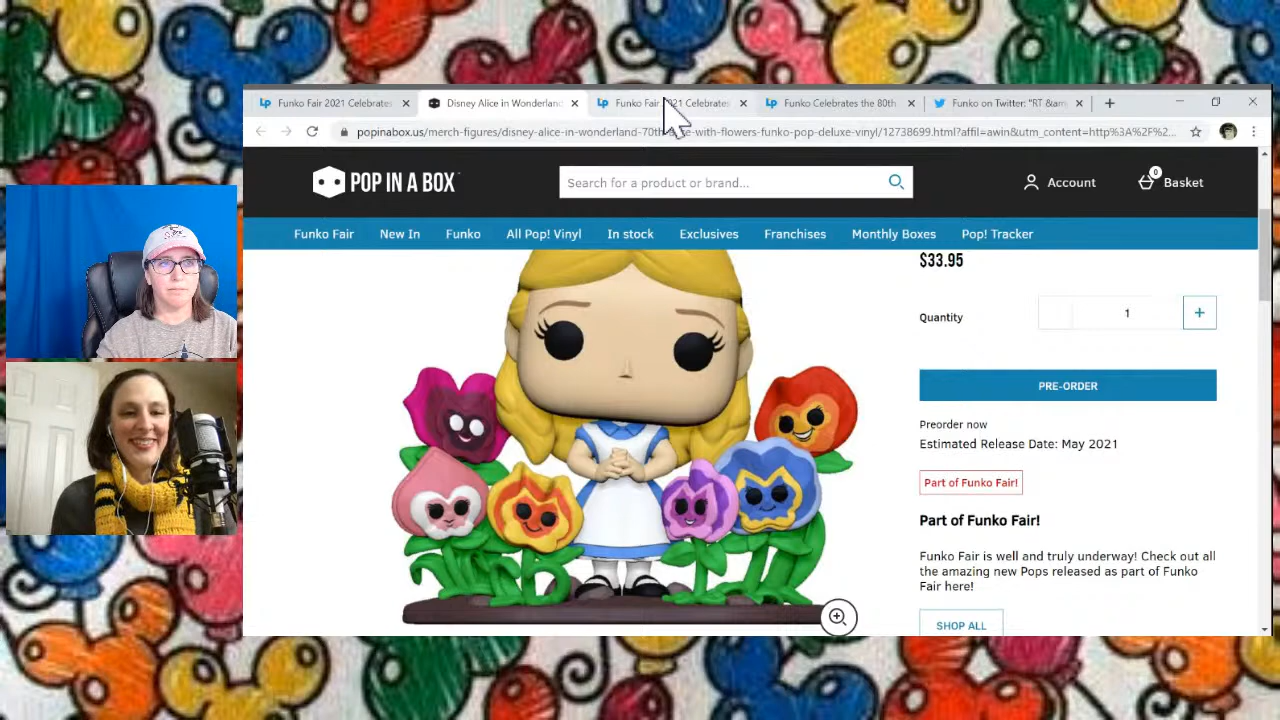 Funko Fair 2021 Celebrates
Disney Alice in Wonderland
Funko Fair 2021 Celebrates
Funko Celebrates the 80th
Funko on Twitter: "RT &am
popinabox.us/merch-figures/disney-alice-in-wonderland-70th-alice-with-flowers-funko-pop-deluxe-vinyl/12738699.html?affil=awin&utm_content=http%3A%2F%2...
POP IN A BOX
Search for a product or brand...
Account
0
Basket
Funko Fair
New In
Funko
All Pop! Vinyl
In stock
Exclusives
Franchises
Monthly Boxes
Pop! Tracker
$33.95
Quantity
1
+
PRE-ORDER
Preorder now
Estimated Release Date: May 2021
Part of Funko Fair!
Part of Funko Fair!
Funko Fair is well and truly underway! Check out all
the amazing new Pops released as part of Funko
Fair here!
SHOP ALL